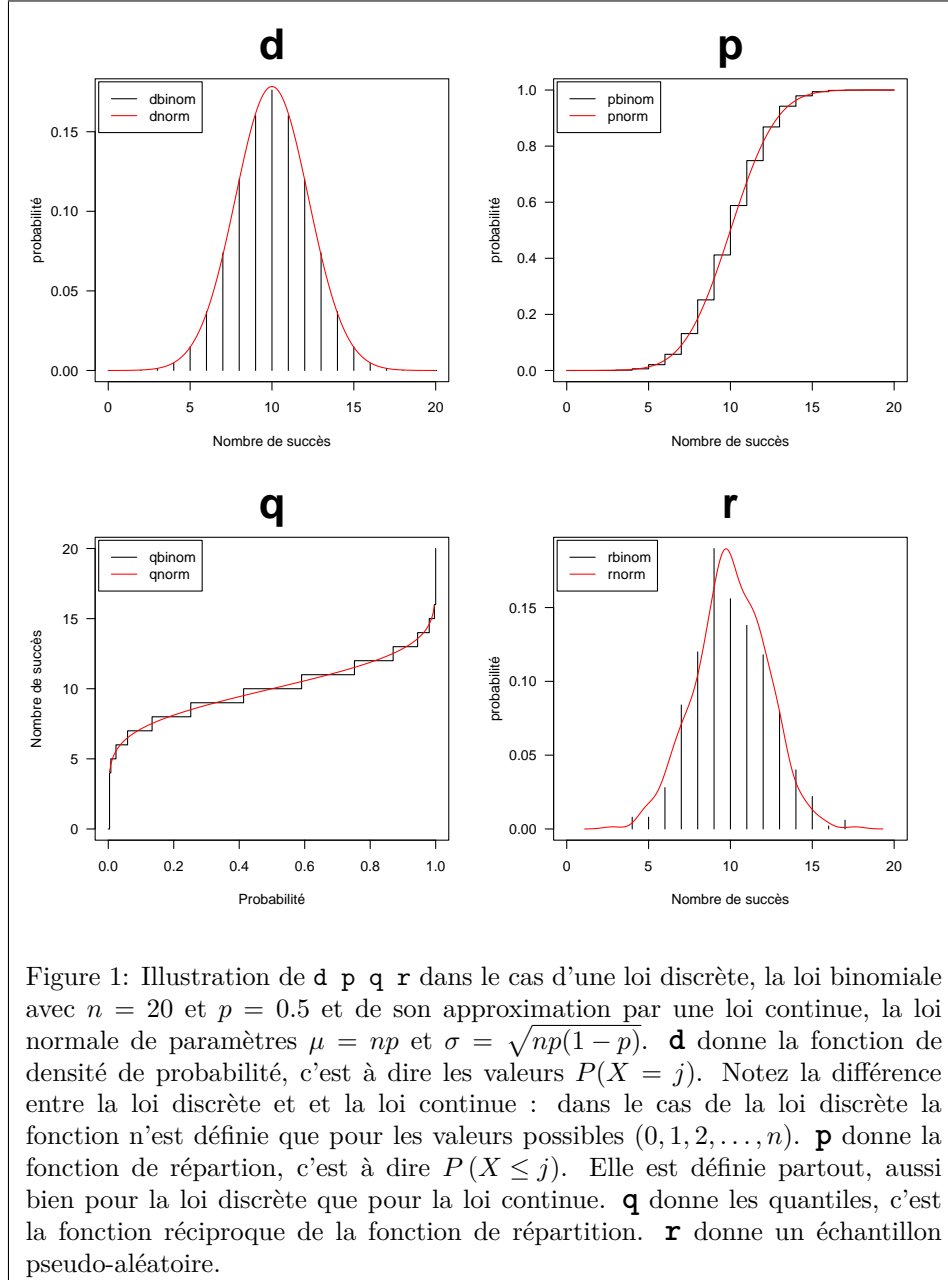 d
dbinom
dnorm
probabilité
0.00
0.05
0.10
0.15
0 5 10 15 20
Nombre de succès
p
pbinom
pnorm
probabilité
0.0
0.2
0.4
0.6
0.8
1.0
0 5 10 15 20
Nombre de succès
q
qbinom
qnorm
Nombre de succès
0
5
10
15
20
0.0 0.2 0.4 0.6 0.8 1.0
Probabilité
r
rbinom
rnorm
probabilité
0.00
0.05
0.10
0.15
0 5 10 15 20
Nombre de succès
Figure 1: Illustration de d p q r dans le cas d'une loi discrète, la loi binomiale
avec n = 20 et p = 0.5 et de son approximation par une loi continue, la loi
normale de paramètres μ = np et σ = √np(1 − p). d donne la fonction de
densité de probabilité, c'est à dire les valeurs P(X = j). Notez la différence
entre la loi discrète et et la loi continue : dans le cas de la loi discrète la
fonction n'est définie que pour les valeurs possibles (0, 1, 2, . . . , n). p donne la
fonction de répartion, c'est à dire P (X ≤ j). Elle est définie partout, aussi
bien pour la loi discrète que pour la loi continue. q donne les quantiles, c'est
la fonction réciproque de la fonction de répartition. r donne un échantillon
pseudo-aléatoire.